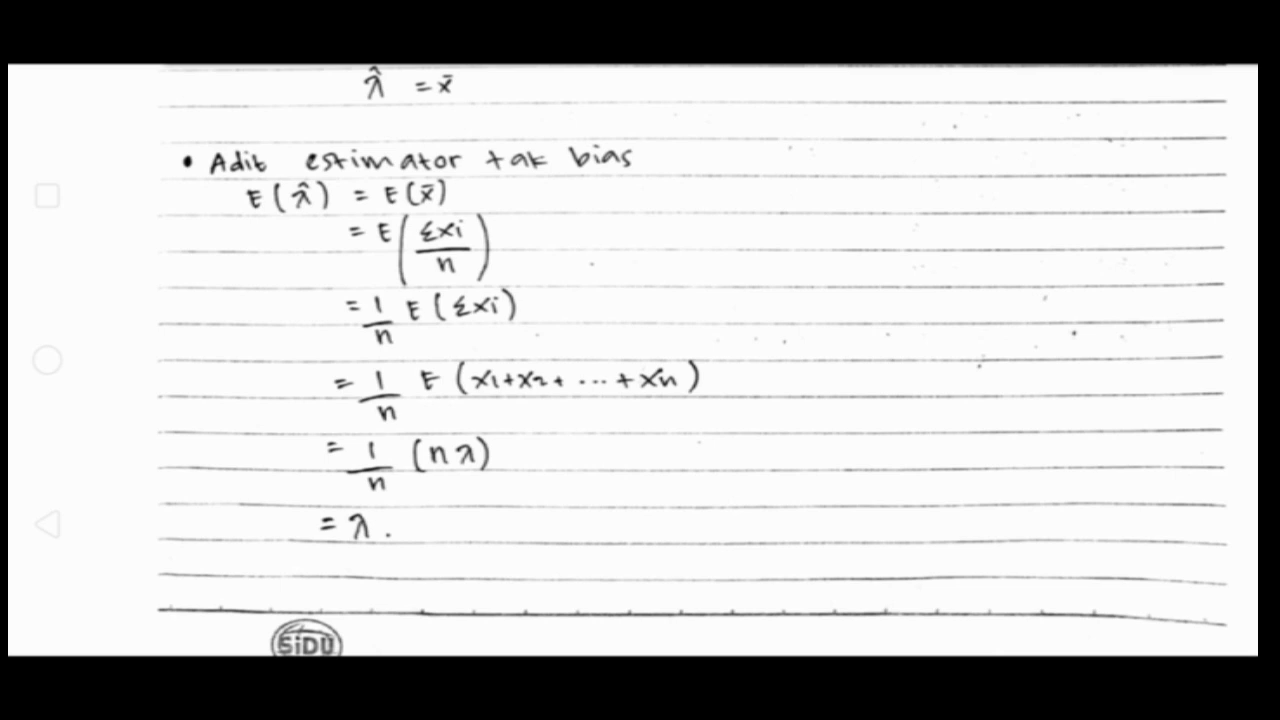 λ̂ = x̄
• Adit estimator tak bias
E(λ̂) = E(x̄)
= E(Σxi/n)
= 1/n E(Σxi)
= 1/n E(x1+x2+...+xn)
= 1/n (nλ)
= λ.
SiDU